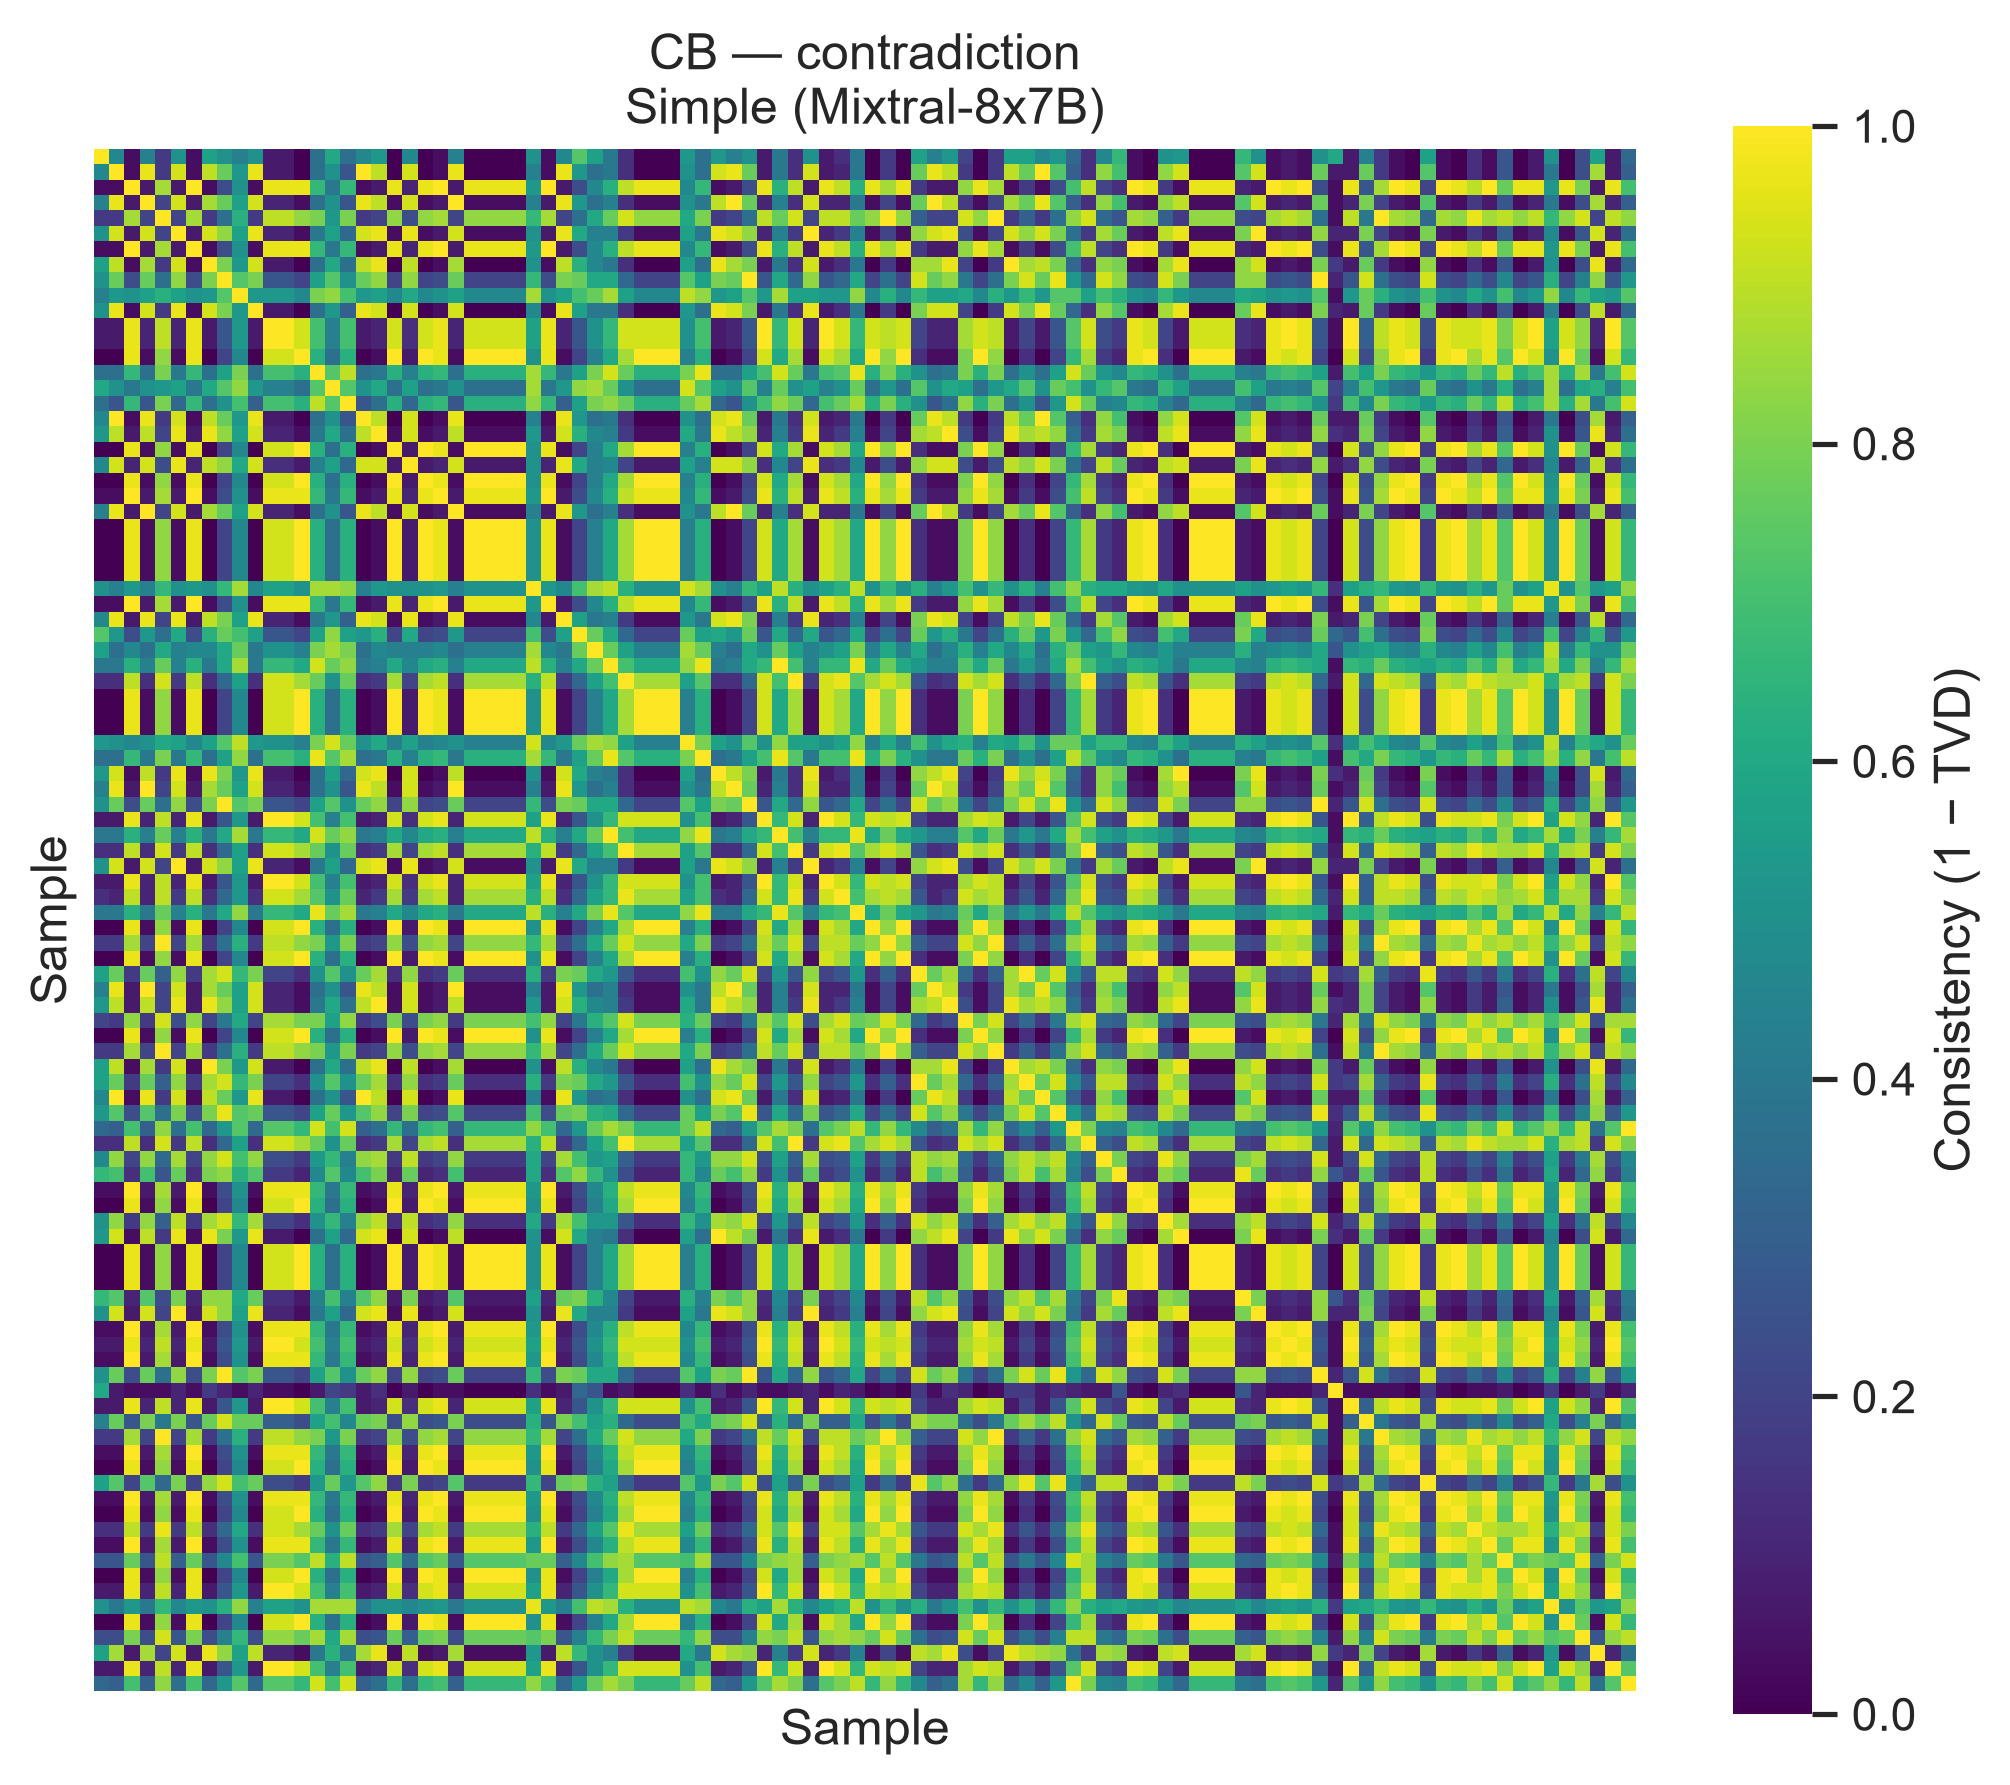 CB — contradiction
Simple (Mixtral-8x7B)
Sample
Sample
1.0
0.8
0.6
0.4
0.2
0.0
Consistency (1 − TVD)